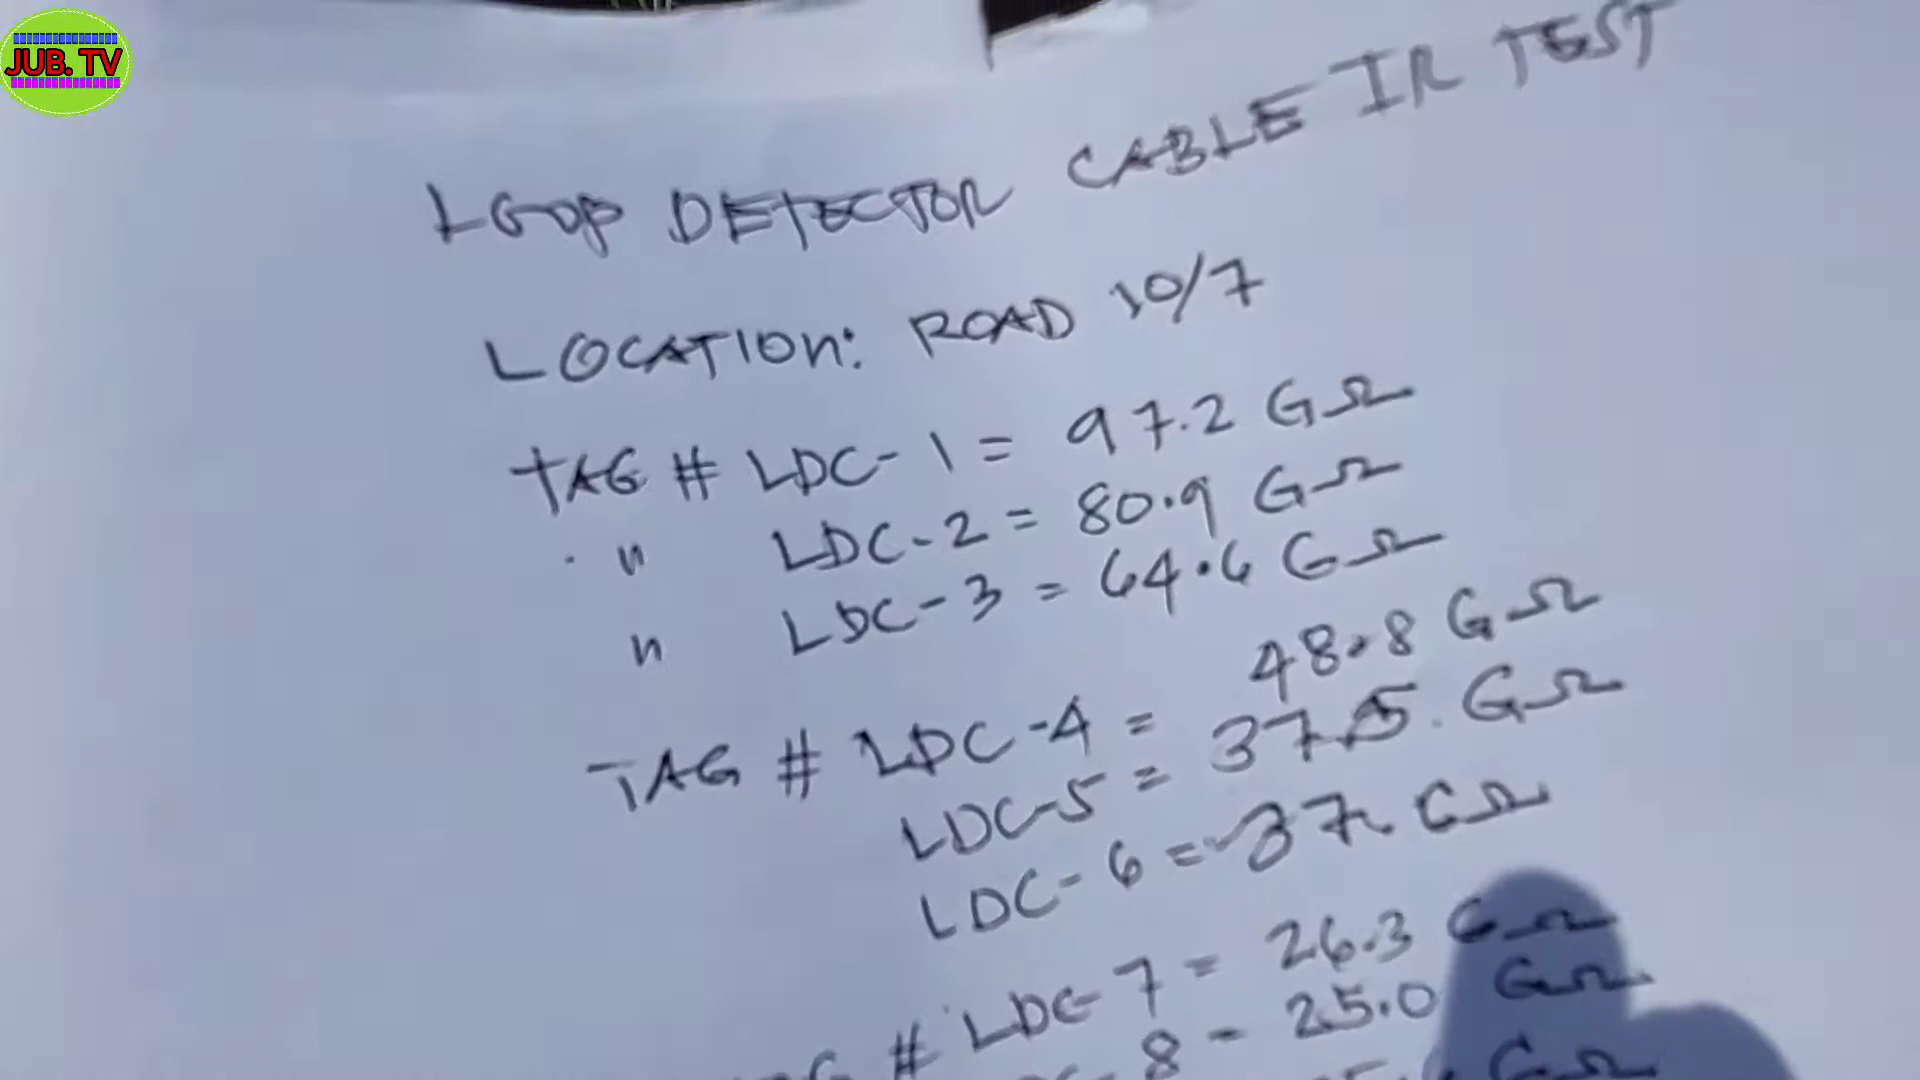 JUB. TV
LOOP DETECTOR CABLE IR TEST
LOCATION: ROAD 10/7
TAG # LDC-1 = 97.2 GΩ
" LDC-2 = 80.9 GΩ
" LDC-3 = 64.6 GΩ
TAG # LDC-4 = 48.8 GΩ
LDC-5 = 37.5 GΩ
LDC-6 = 37. GΩ
# LDC-7 = 26.3 GΩ
8 - 25.0 GΩ
GΩ